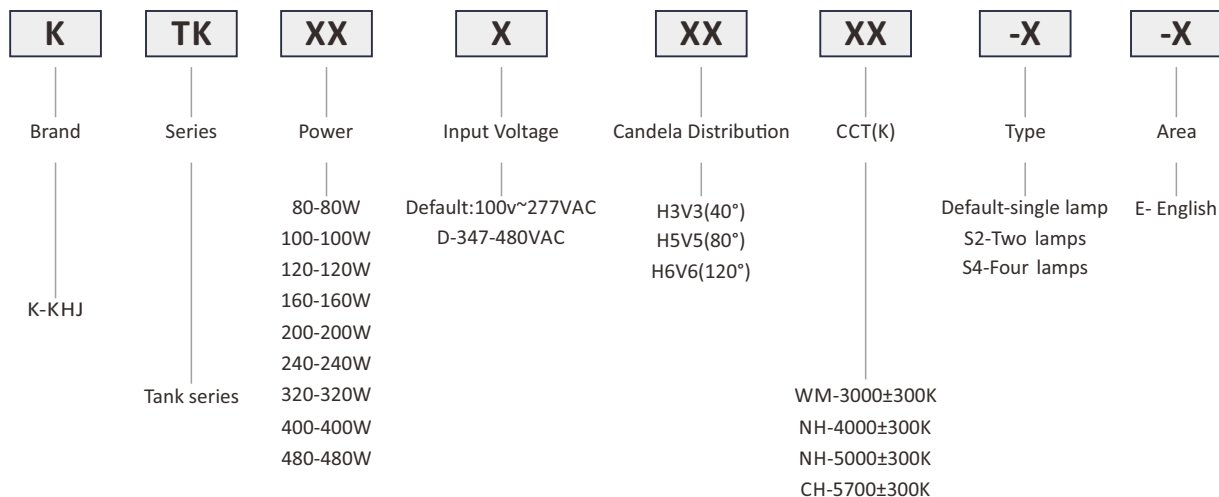 K TK XX X XX XX -X -X
Brand Series Power Input Voltage Candela Distribution CCT(K) Type Area
80-80W Default:100v~277VAC H3V3(40°) Default-single lamp E- English
100-100W D-347-480VAC H5V5(80°) S2-Two lamps
120-120W H6V6(120°) S4-Four lamps
K-KHJ 160-160W
200-200W
240-240W
Tank series 320-320W WM-3000±300K
400-400W NH-4000±300K
480-480W NH-5000±300K
CH-5700±300K